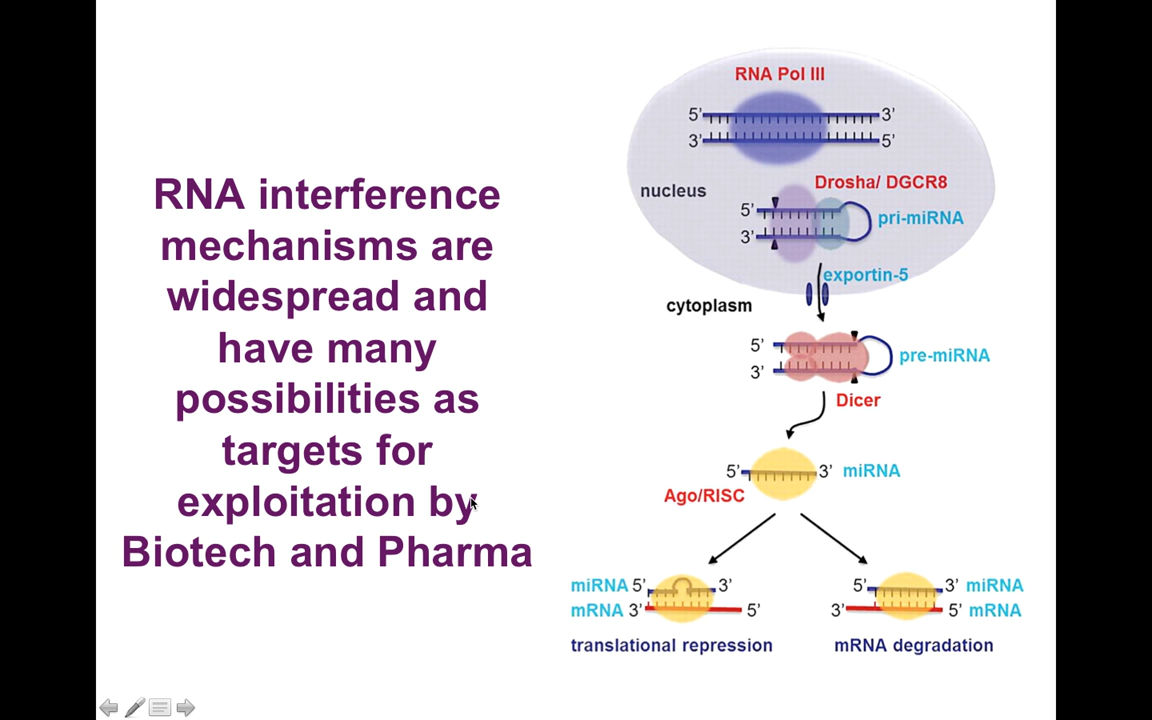 RNA interference
mechanisms are
widespread and
have many
possibilities as
targets for
exploitation by
Biotech and Pharma
RNA Pol III
5’ 3’
3’ 5’
nucleus
Drosha/ DGCR8
5’
pri-miRNA
3’
exportin-5
cytoplasm
5’
pre-miRNA
3’
Dicer
5’ 3’ miRNA
Ago/RISC
miRNA 5’ 3’
mRNA 3’ 5’
translational repression
5’ 3’ miRNA
3’ 5’ mRNA
mRNA degradation